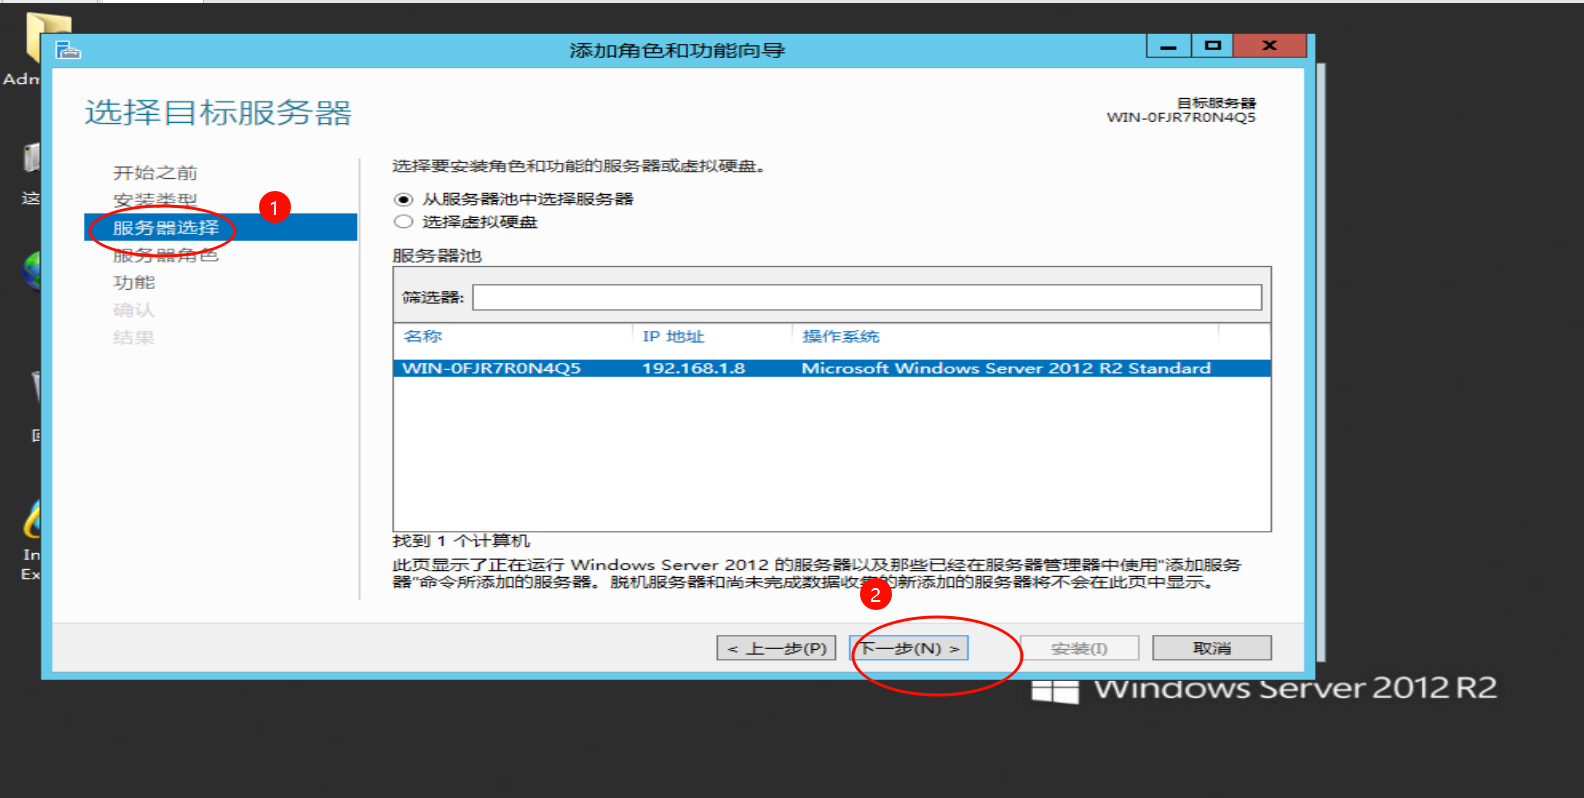 添加角色和功能向导
选择目标服务器
目标服务器
WIN-0FJR7R0N4Q5
开始之前
安装类型
1
服务器选择
服务器角色
功能
确认
结果
选择要安装角色和功能的服务器或虚拟硬盘。
从服务器池中选择服务器
选择虚拟硬盘
服务器池
筛选器:
名称 IP 地址 操作系统
WIN-0FJR7R0N4Q5 192.168.1.8 Microsoft Windows Server 2012 R2 Standard
找到 1 个计算机
此页显示了正在运行 Windows Server 2012 的服务器以及那些已经在服务器管理器中使用"添加服务
器"命令所添加的服务器。脱机服务器和尚未完成数据收集的新添加的服务器将不会在此页中显示。
2
< 上一步(P) 下一步(N) > 安装(I) 取消
Windows Server 2012 R2
Adm
这
In
Ex